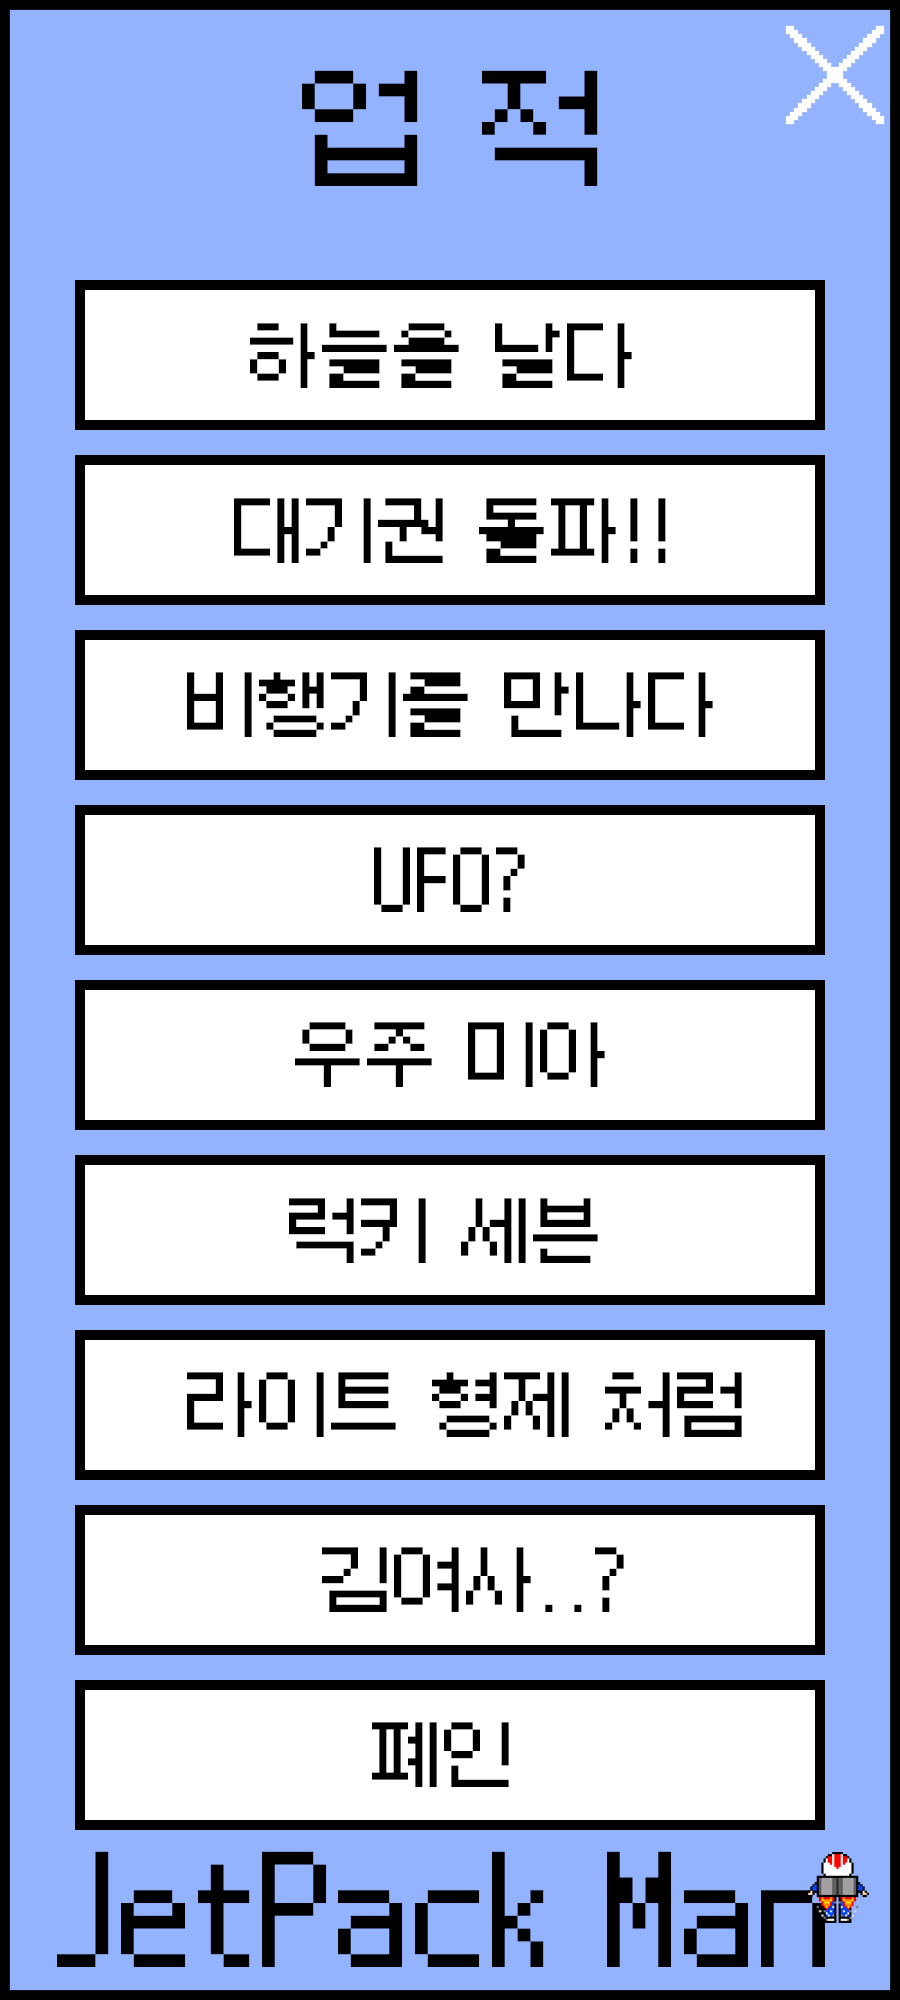 업적
하늘을 날다
대기권 돌파!!
비행기를 만나다
UFO?
우주 미아
럭키 세븐
라이트 형제 처럼
김여사..?
폐인
JetPack Man